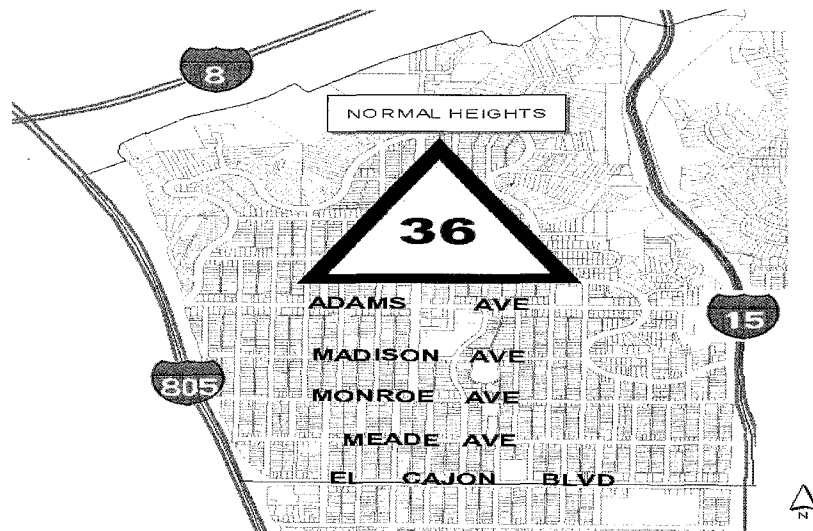 8
NORMAL HEIGHTS
36
ADAMS AVE
15
MADISON AVE
805
MONROE AVE
MEADE AVE
EL CAJON BLVD
N